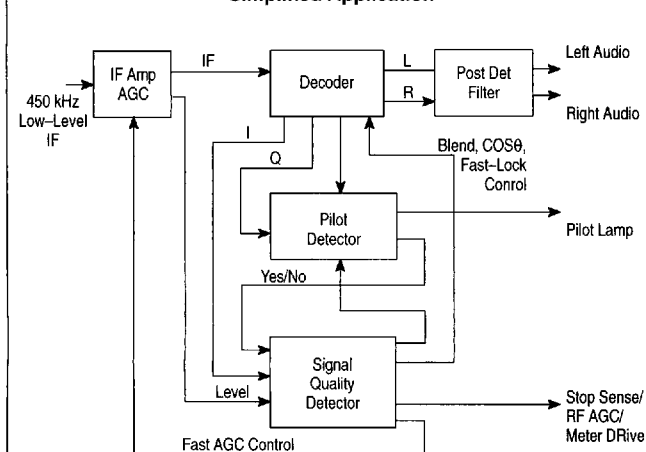 Simplified Application
IF Amp
AGC
IF
Decoder
L
R
Post Det
Filter
Left Audio
Right Audio
450 kHz
Low–Level
IF
I
Q
Blend, COSθ,
Fast–Lock
Conrol
Pilot
Detector
Pilot Lamp
Yes/No
Signal
Quality
Detector
Level
Stop Sense/
RF AGC/
Meter DRive
Fast AGC Control